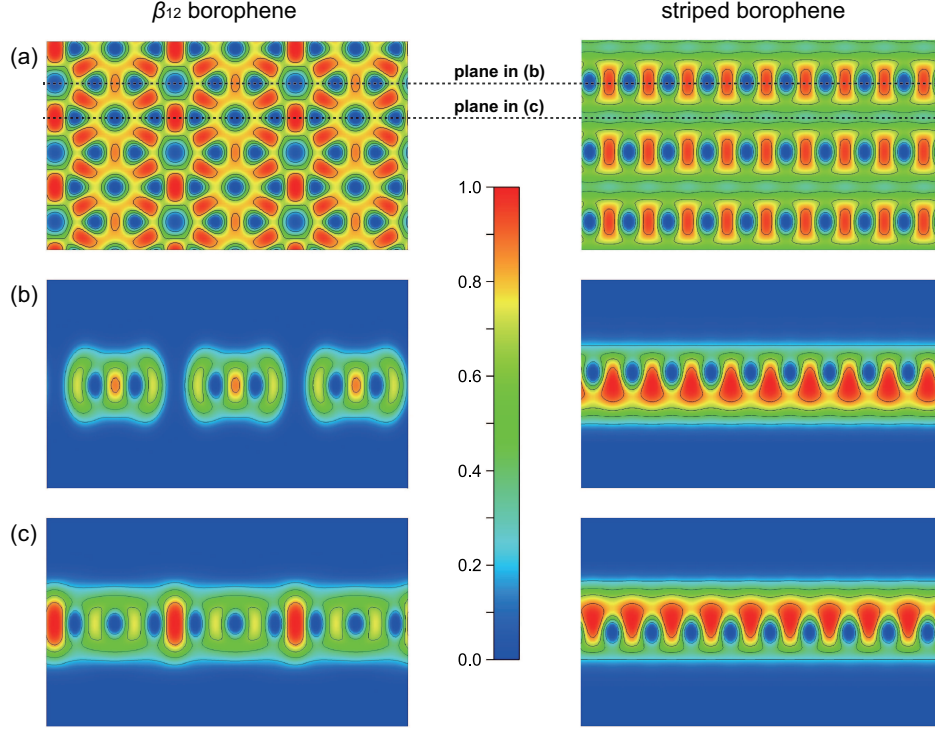 β₁₂ borophene
striped borophene
(a)
plane in (b)
plane in (c)
1.0
0.8
0.6
0.4
0.2
0.0
(b)
(c)